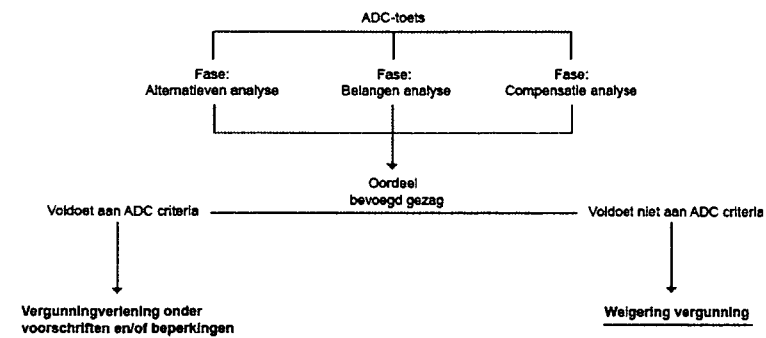 ADC-toets
Fase:
Alternatieven analyse
Fase:
Belangen analyse
Fase:
Compensatie analyse
Oordeel
bevoegd gezag
Voldoet aan ADC criteria
Voldoet niet aan ADC criteria
Vergunningverlening onder
voorschriften en/of beperkingen
Weigering vergunning